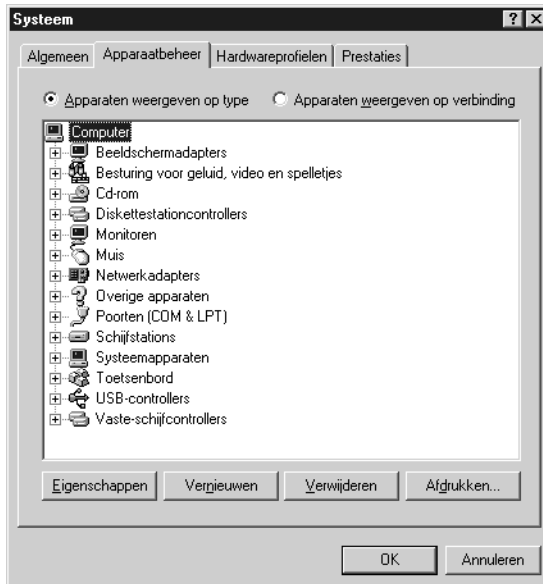 Systeem
Algemeen Apparaatbeheer Hardwareprofielen Prestaties
Apparaten weergeven op type Apparaten weergeven op verbinding
Computer
Beeldschermadapters
Besturing voor geluid, video en spelletjes
Cd-rom
Diskettestationcontrollers
Monitoren
Muis
Netwerkadapters
Overige apparaten
Poorten (COM & LPT)
Schijfstations
Systeemapparaten
Toetsenbord
USB-controllers
Vaste-schijfcontrollers
Eigenschappen Vernieuwen Verwijderen Afdrukken...
OK Annuleren